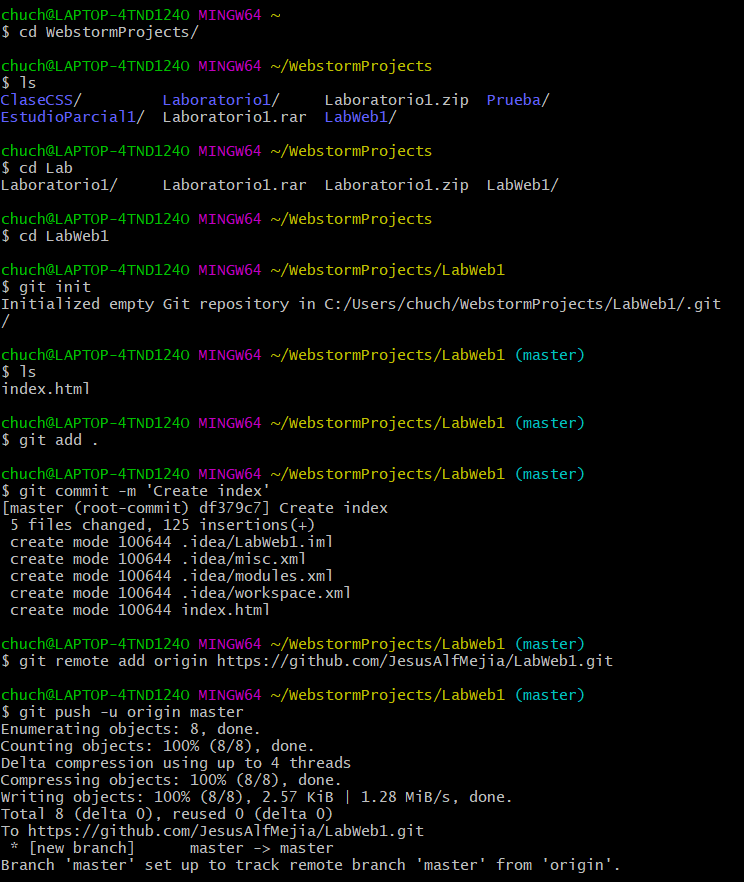 chuch@LAPTOP-4TND124O MINGW64 ~
$ cd WebstormProjects/
chuch@LAPTOP-4TND124O MINGW64 ~/WebstormProjects
$ ls
ClaseCSS/         Laboratorio1/     Laboratorio1.zip  Prueba/
EstudioParcial1/  Laboratorio1.rar  LabWeb1/
chuch@LAPTOP-4TND124O MINGW64 ~/WebstormProjects
$ cd Lab
Laboratorio1/     Laboratorio1.rar  Laboratorio1.zip  LabWeb1/
chuch@LAPTOP-4TND124O MINGW64 ~/WebstormProjects
$ cd LabWeb1
chuch@LAPTOP-4TND124O MINGW64 ~/WebstormProjects/LabWeb1
$ git init
Initialized empty Git repository in C:/Users/chuch/WebstormProjects/LabWeb1/.git
/
chuch@LAPTOP-4TND124O MINGW64 ~/WebstormProjects/LabWeb1 (master)
$ ls
index.html
chuch@LAPTOP-4TND124O MINGW64 ~/WebstormProjects/LabWeb1 (master)
$ git add .
chuch@LAPTOP-4TND124O MINGW64 ~/WebstormProjects/LabWeb1 (master)
$ git commit -m 'Create index'
[master (root-commit) df379c7] Create index
 5 files changed, 125 insertions(+)
 create mode 100644 .idea/LabWeb1.iml
 create mode 100644 .idea/misc.xml
 create mode 100644 .idea/modules.xml
 create mode 100644 .idea/workspace.xml
 create mode 100644 index.html
chuch@LAPTOP-4TND124O MINGW64 ~/WebstormProjects/LabWeb1 (master)
$ git remote add origin https://github.com/JesusAlfMejia/LabWeb1.git
chuch@LAPTOP-4TND124O MINGW64 ~/WebstormProjects/LabWeb1 (master)
$ git push -u origin master
Enumerating objects: 8, done.
Counting objects: 100% (8/8), done.
Delta compression using up to 4 threads
Compressing objects: 100% (8/8), done.
Writing objects: 100% (8/8), 2.57 KiB | 1.28 MiB/s, done.
Total 8 (delta 0), reused 0 (delta 0)
To https://github.com/JesusAlfMejia/LabWeb1.git
 * [new branch]      master -> master
Branch 'master' set up to track remote branch 'master' from 'origin'.